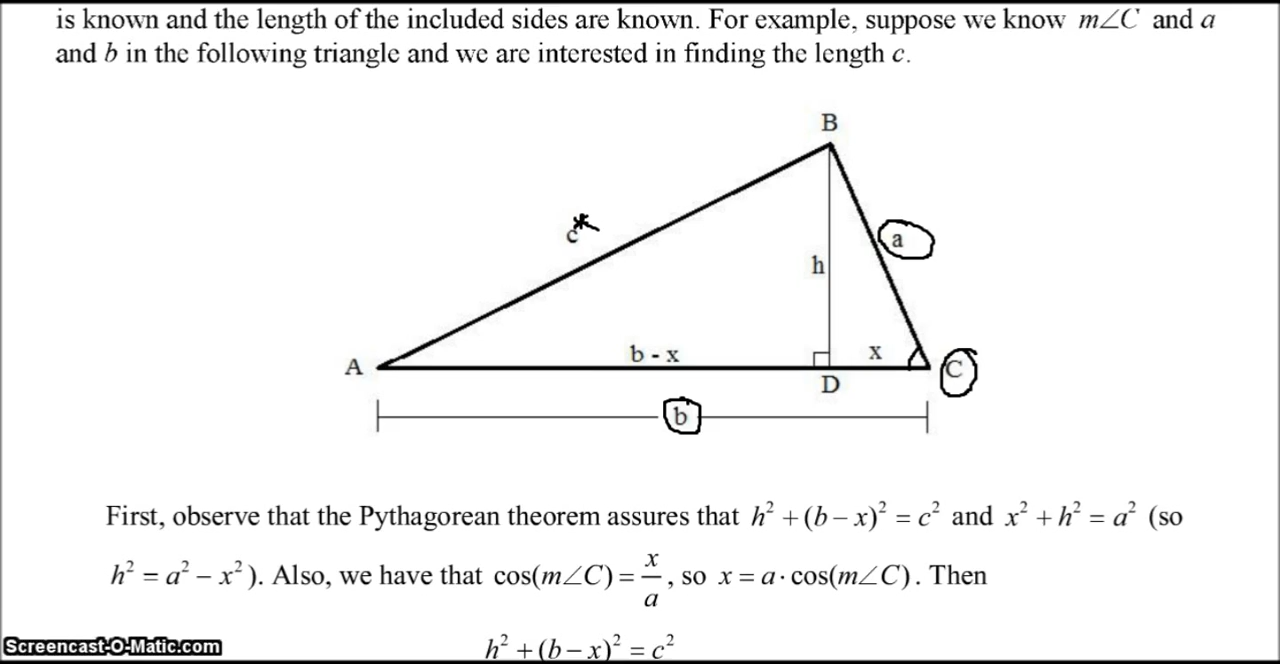 is known and the length of the included sides are known. For example, suppose we know m∠C and a
and b in the following triangle and we are interested in finding the length c.
B
c*
a
h
A
b - x
x
C
D
b
First, observe that the Pythagorean theorem assures that h² + (b − x)² = c² and x² + h² = a² (so
h² = a² − x²). Also, we have that cos(m∠C) = x/a, so x = a · cos(m∠C). Then
h² + (b − x)² = c²
Screencast-O-Matic.com